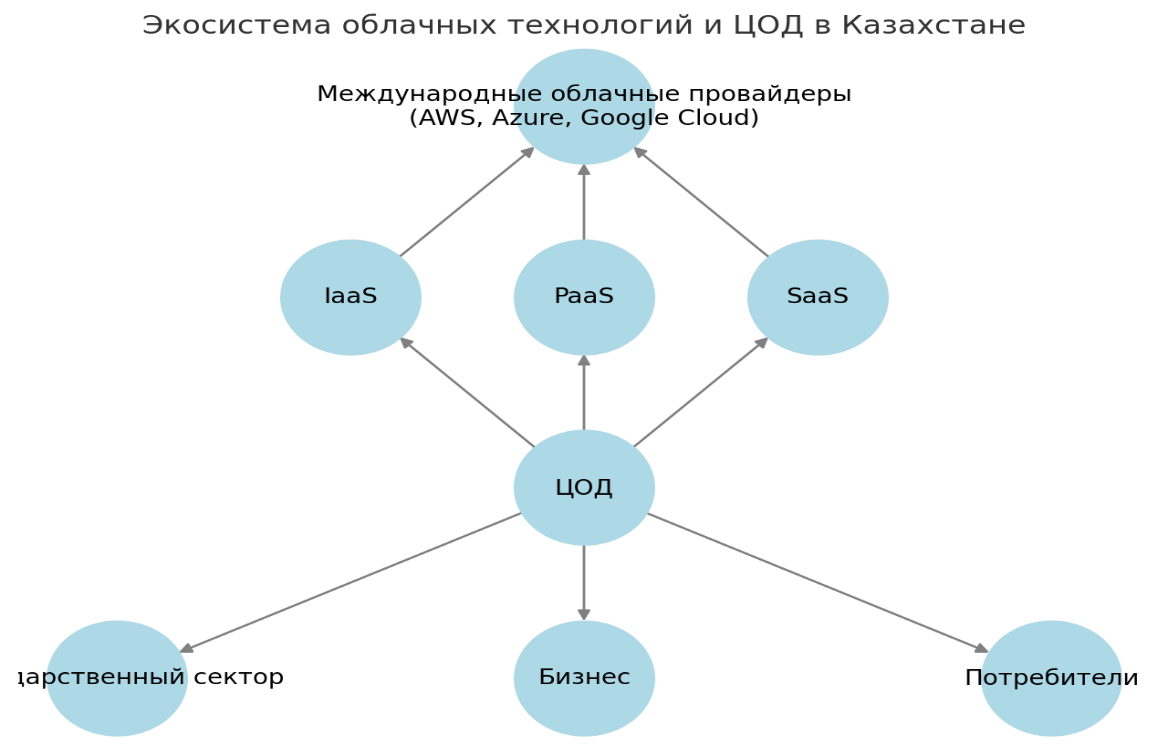 Экосистема облачных технологий и ЦОД в Казахстане
Международные облачные провайдеры
(AWS, Azure, Google Cloud)
IaaS
PaaS
SaaS
ЦОД
дарственный сектор
Бизнес
Потребители